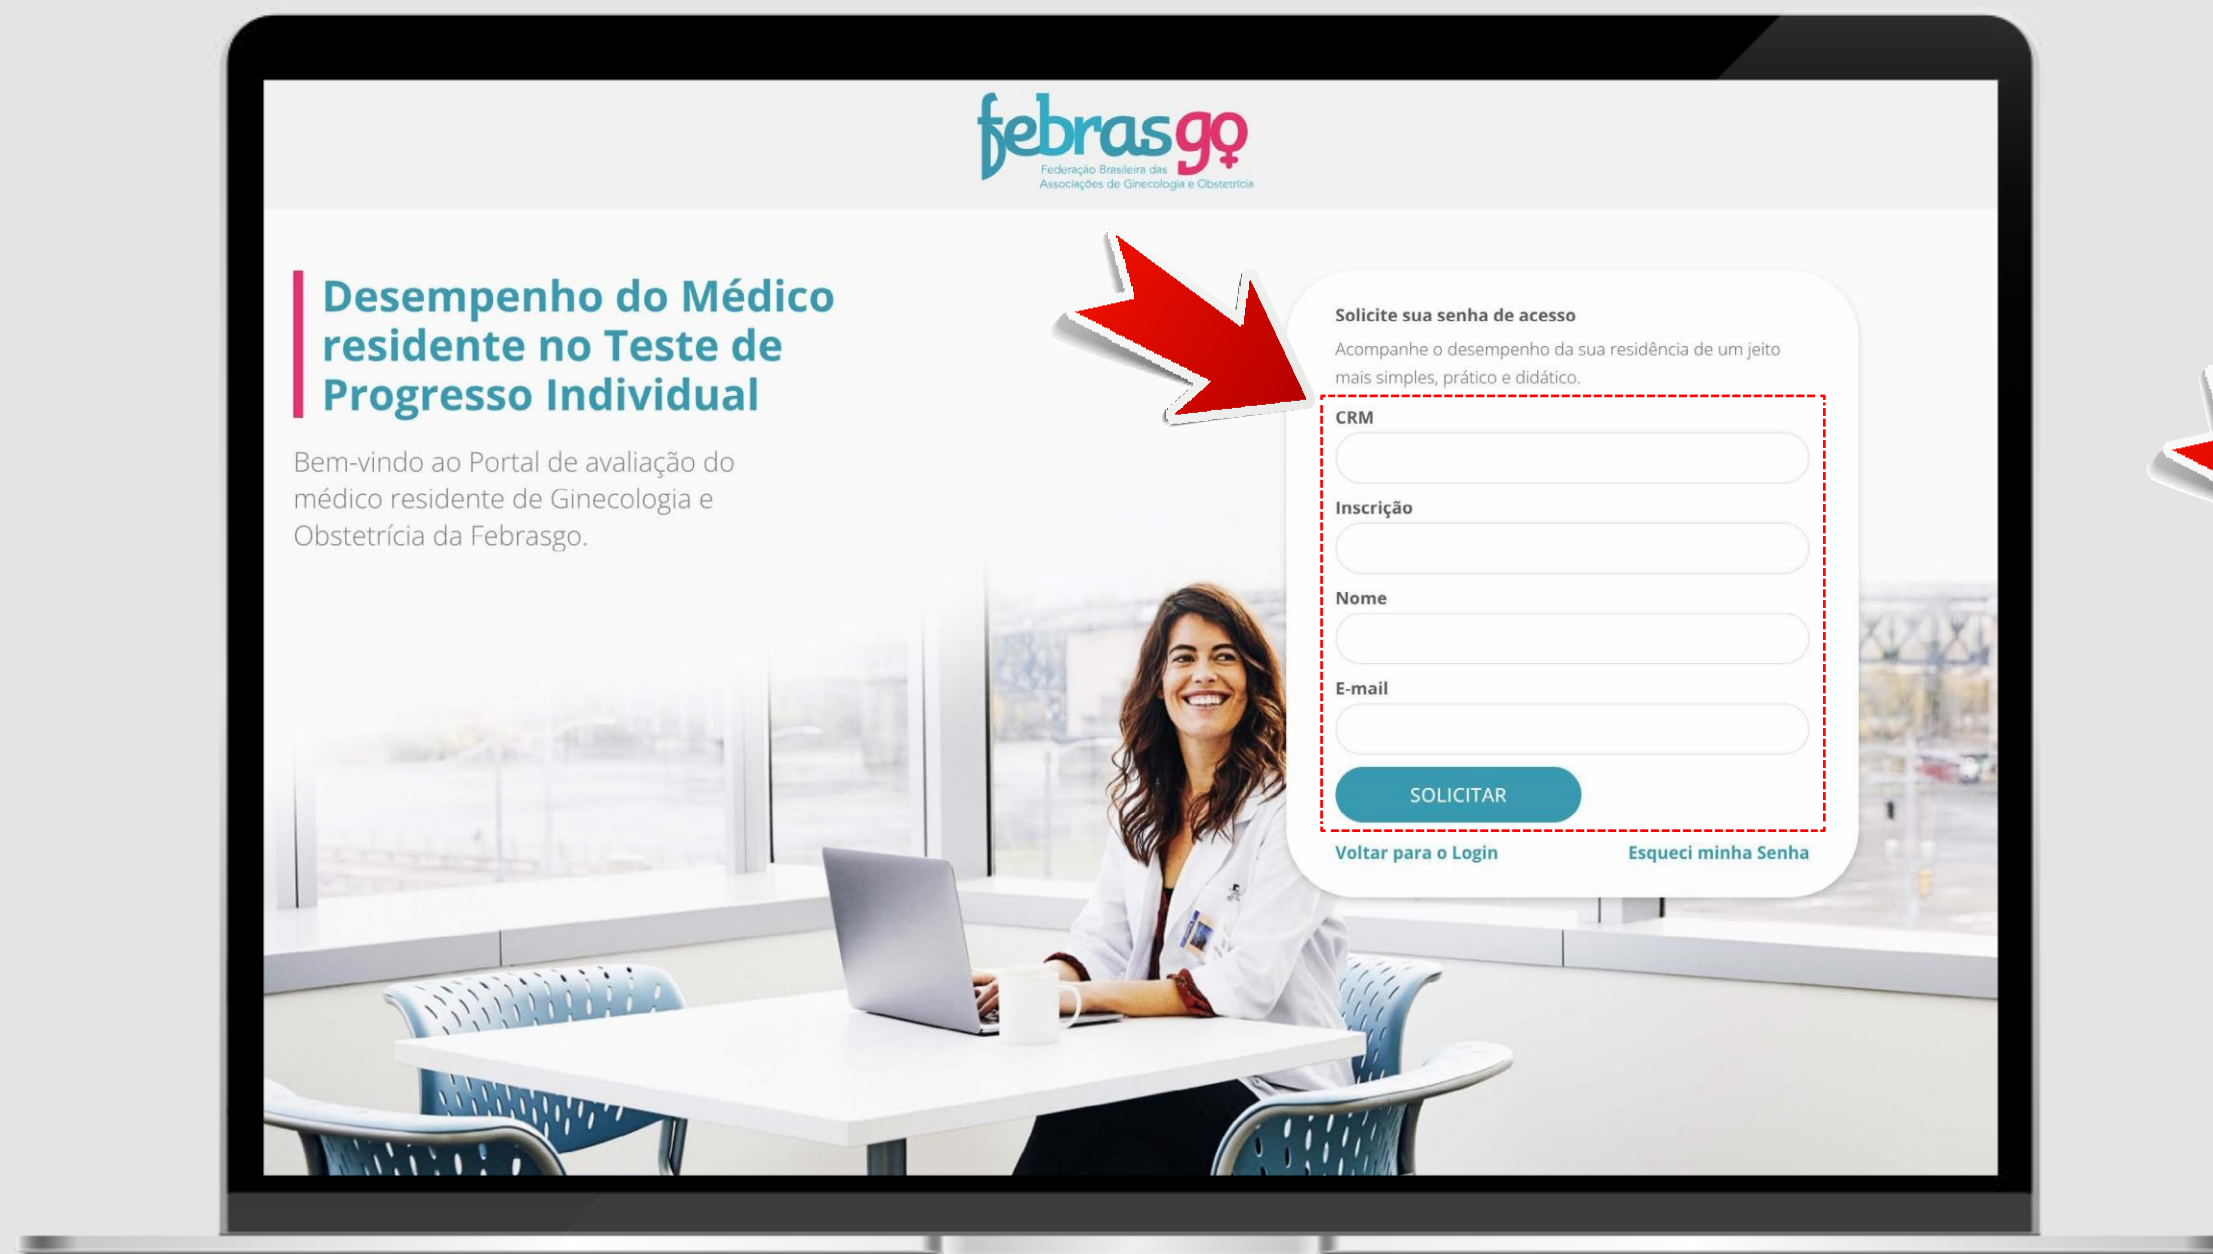 febrasgo
Federação Brasileira das
Associações de Ginecologia e Obstetrícia
Desempenho do Médico
residente no Teste de
Progresso Individual
Bem-vindo ao Portal de avaliação do
médico residente de Ginecologia e
Obstetrícia da Febrasgo.
Solicite sua senha de acesso
Acompanhe o desempenho da sua residência de um jeito
mais simples, prático e didático.
CRM
Inscrição
Nome
E-mail
SOLICITAR
Voltar para o Login
Esqueci minha Senha